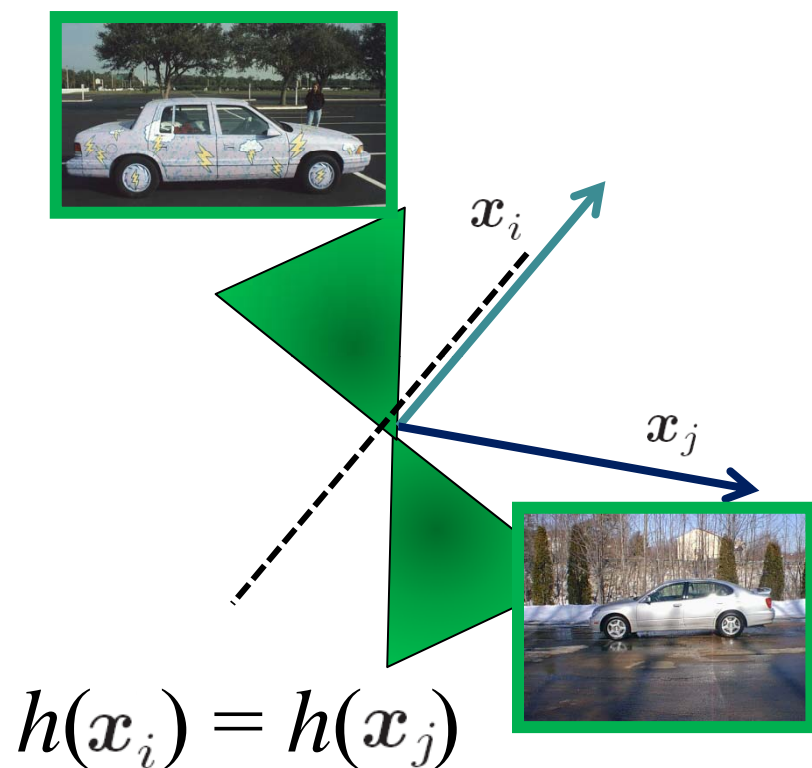 x_i
x_j
h(x_i) = h(x_j)